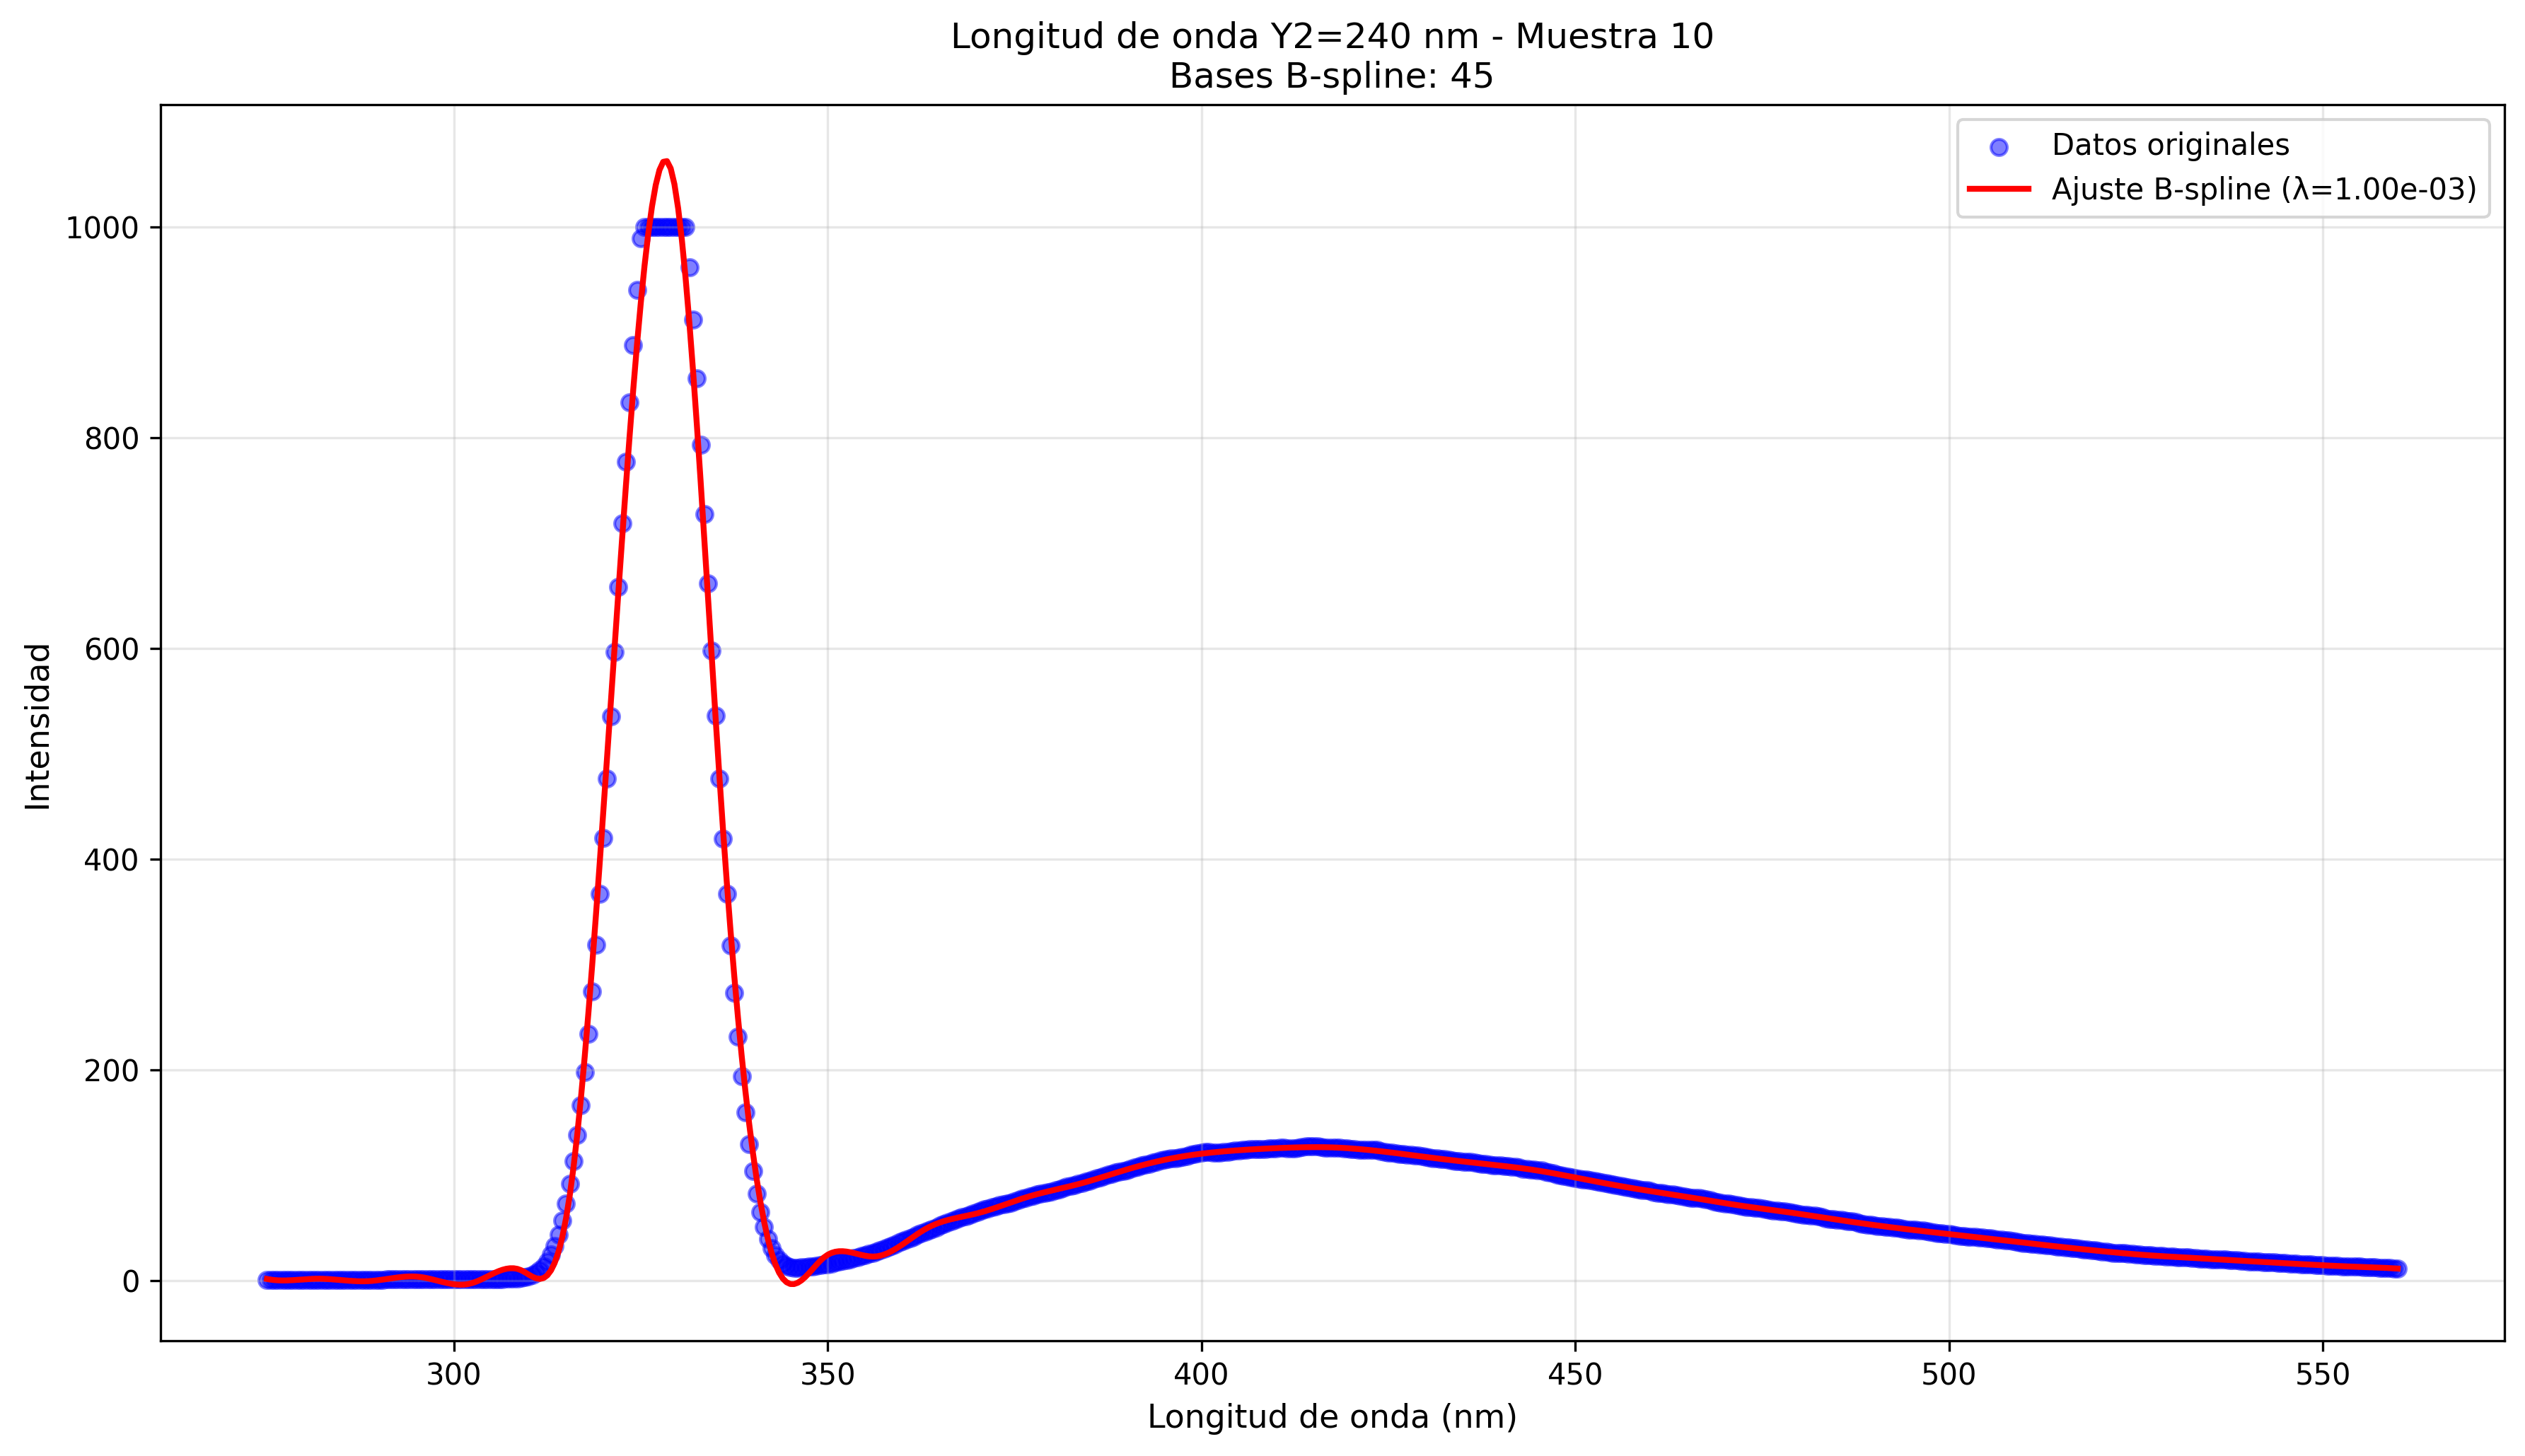 Longitud de onda Y2=240 nm - Muestra 10
Bases B-spline: 45
Datos originales
Ajuste B-spline (λ=1.00e-03)
Intensidad
1000
800
600
400
200
0
300
350
400
450
500
550
Longitud de onda (nm)